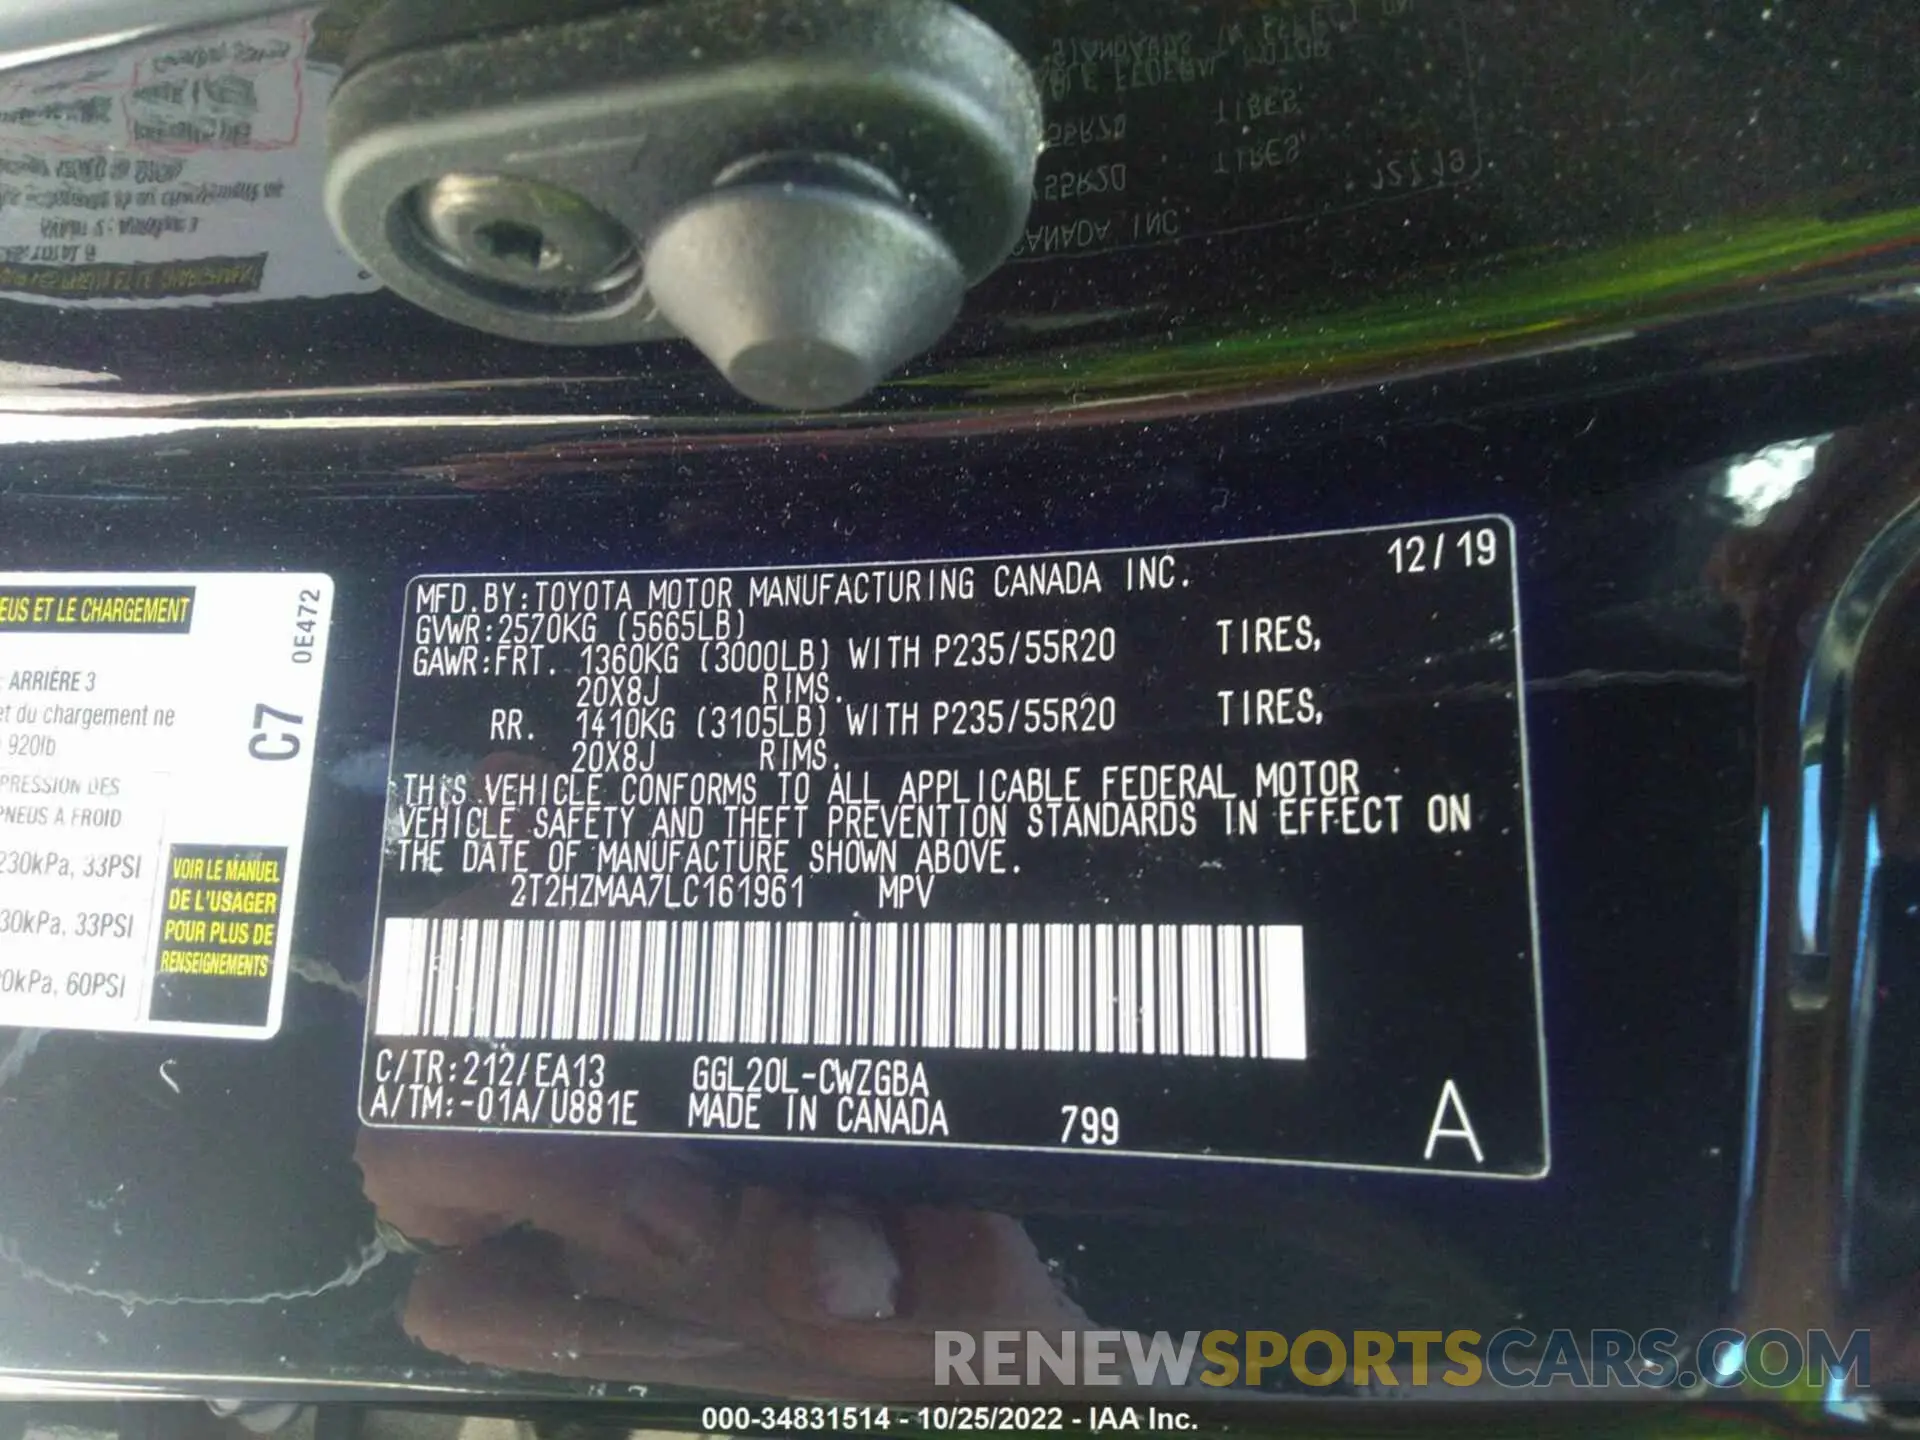 EUS ET LE CHARGEMENT
0E472
ARRIÈRE 3
et du chargement ne
920lb
C7
PRESSION DES
PNEUS À FROID
230kPa, 33PSI
30kPa, 33PSI
0kPa, 60PSI
VOIR LE MANUEL
DE L'USAGER
POUR PLUS DE
RENSEIGNEMENTS
MFD.BY:TOYOTA MOTOR MANUFACTURING CANADA INC. 12/19
GVWR:2570KG (5665LB)
GAWR:FRT. 1360KG (3000LB) WITH P235/55R20 TIRES,
20X8J RIMS.
RR. 1410KG (3105LB) WITH P235/55R20 TIRES,
20X8J RIMS.
THIS VEHICLE CONFORMS TO ALL APPLICABLE FEDERAL MOTOR
VEHICLE SAFETY AND THEFT PREVENTION STANDARDS IN EFFECT ON
THE DATE OF MANUFACTURE SHOWN ABOVE.
2T2HZMAA7LC161961 MPV
C/TR:212/EA13 GGL20L-CWZGBA
A/TM:-01A/U881E MADE IN CANADA 799 A
RENEWSPORTSCARS.COM
000-34831514 - 10/25/2022 - IAA Inc.